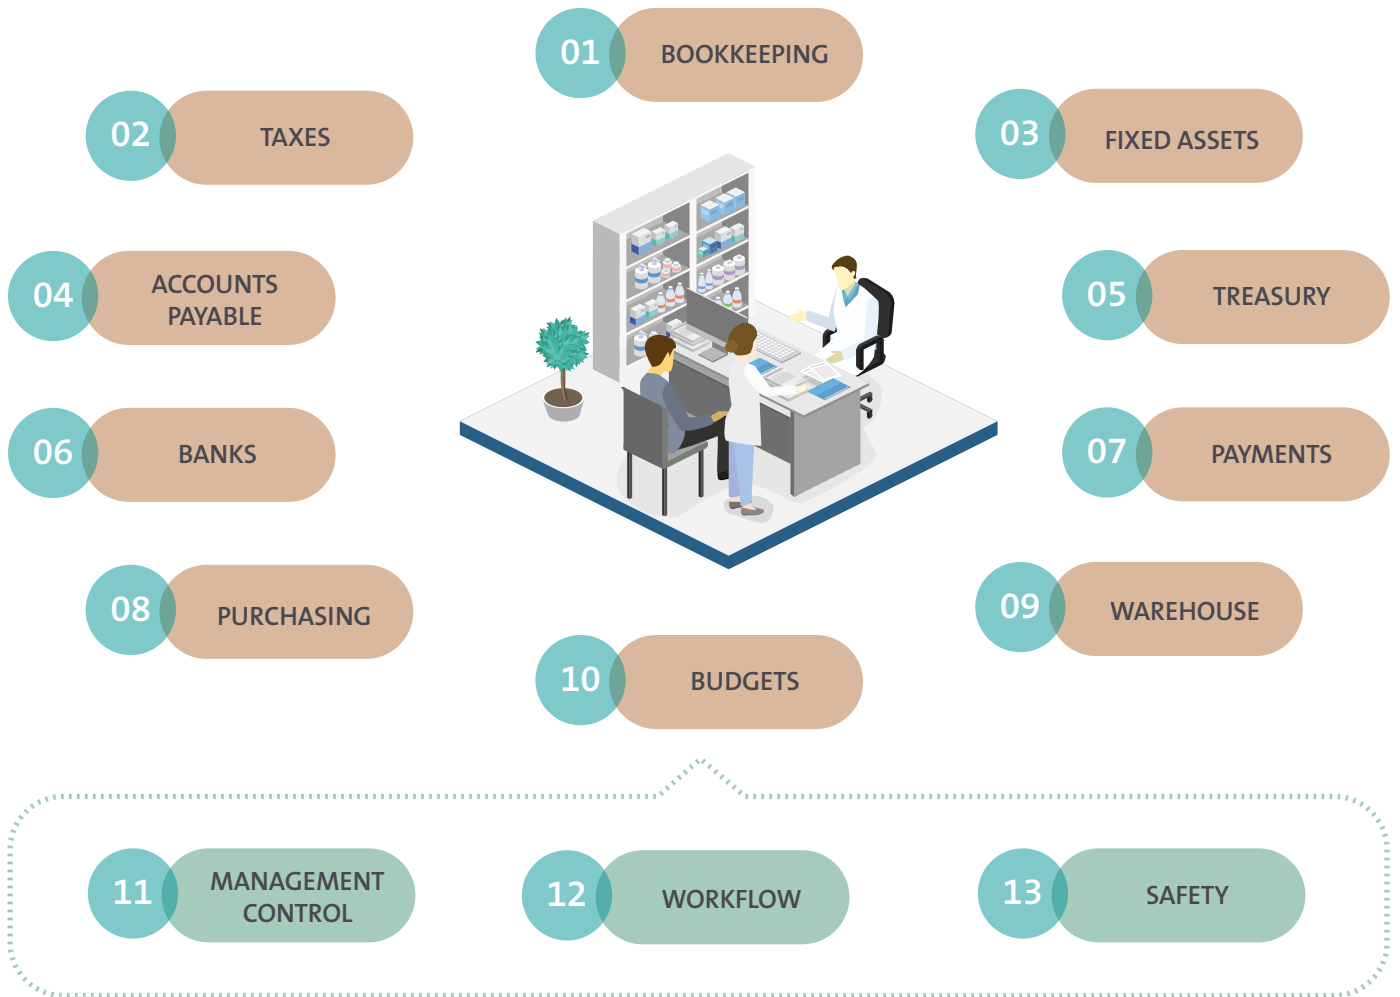 01
BOOKKEEPING
02
TAXES
03
FIXED ASSETS
04
ACCOUNTS
PAYABLE
05
TREASURY
06
BANKS
07
PAYMENTS
08
PURCHASING
09
WAREHOUSE
10
BUDGETS
11
MANAGEMENT
CONTROL
12
WORKFLOW
13
SAFETY